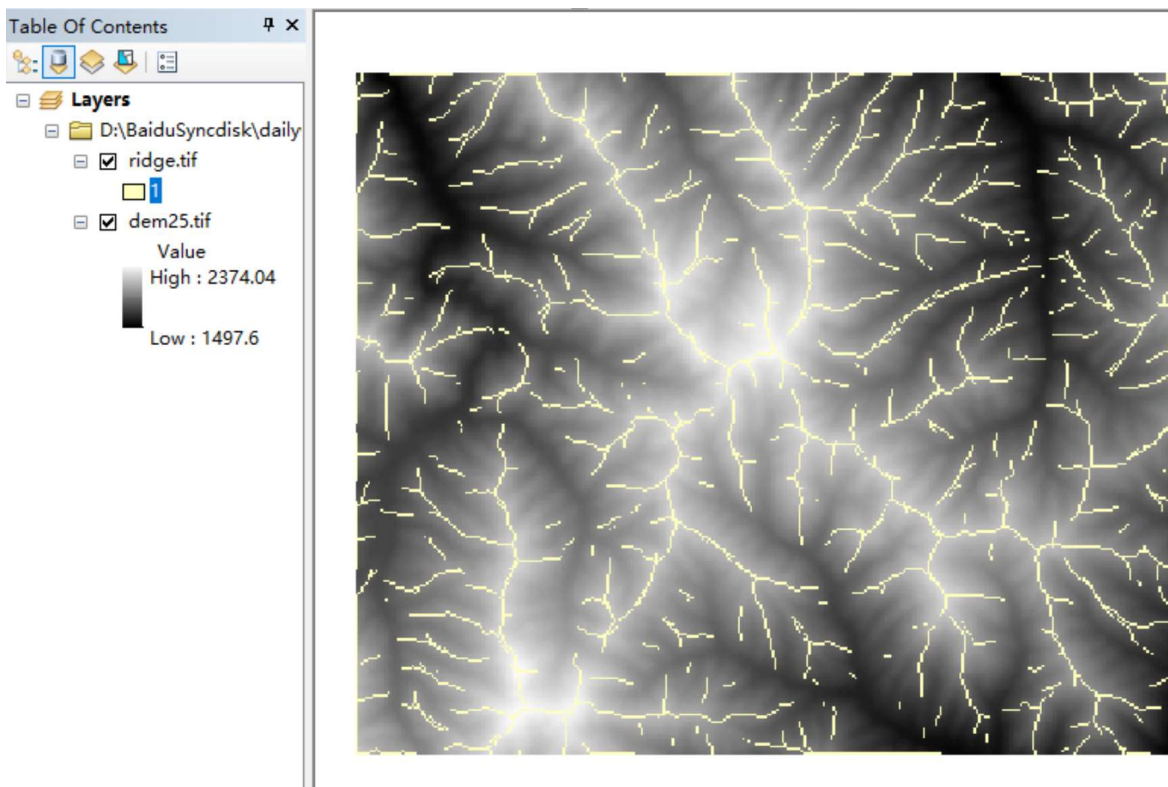 Table Of Contents
Layers
D:\BaiduSyncdisk\daily
ridge.tif
1
dem25.tif
Value
High : 2374.04
Low : 1497.6